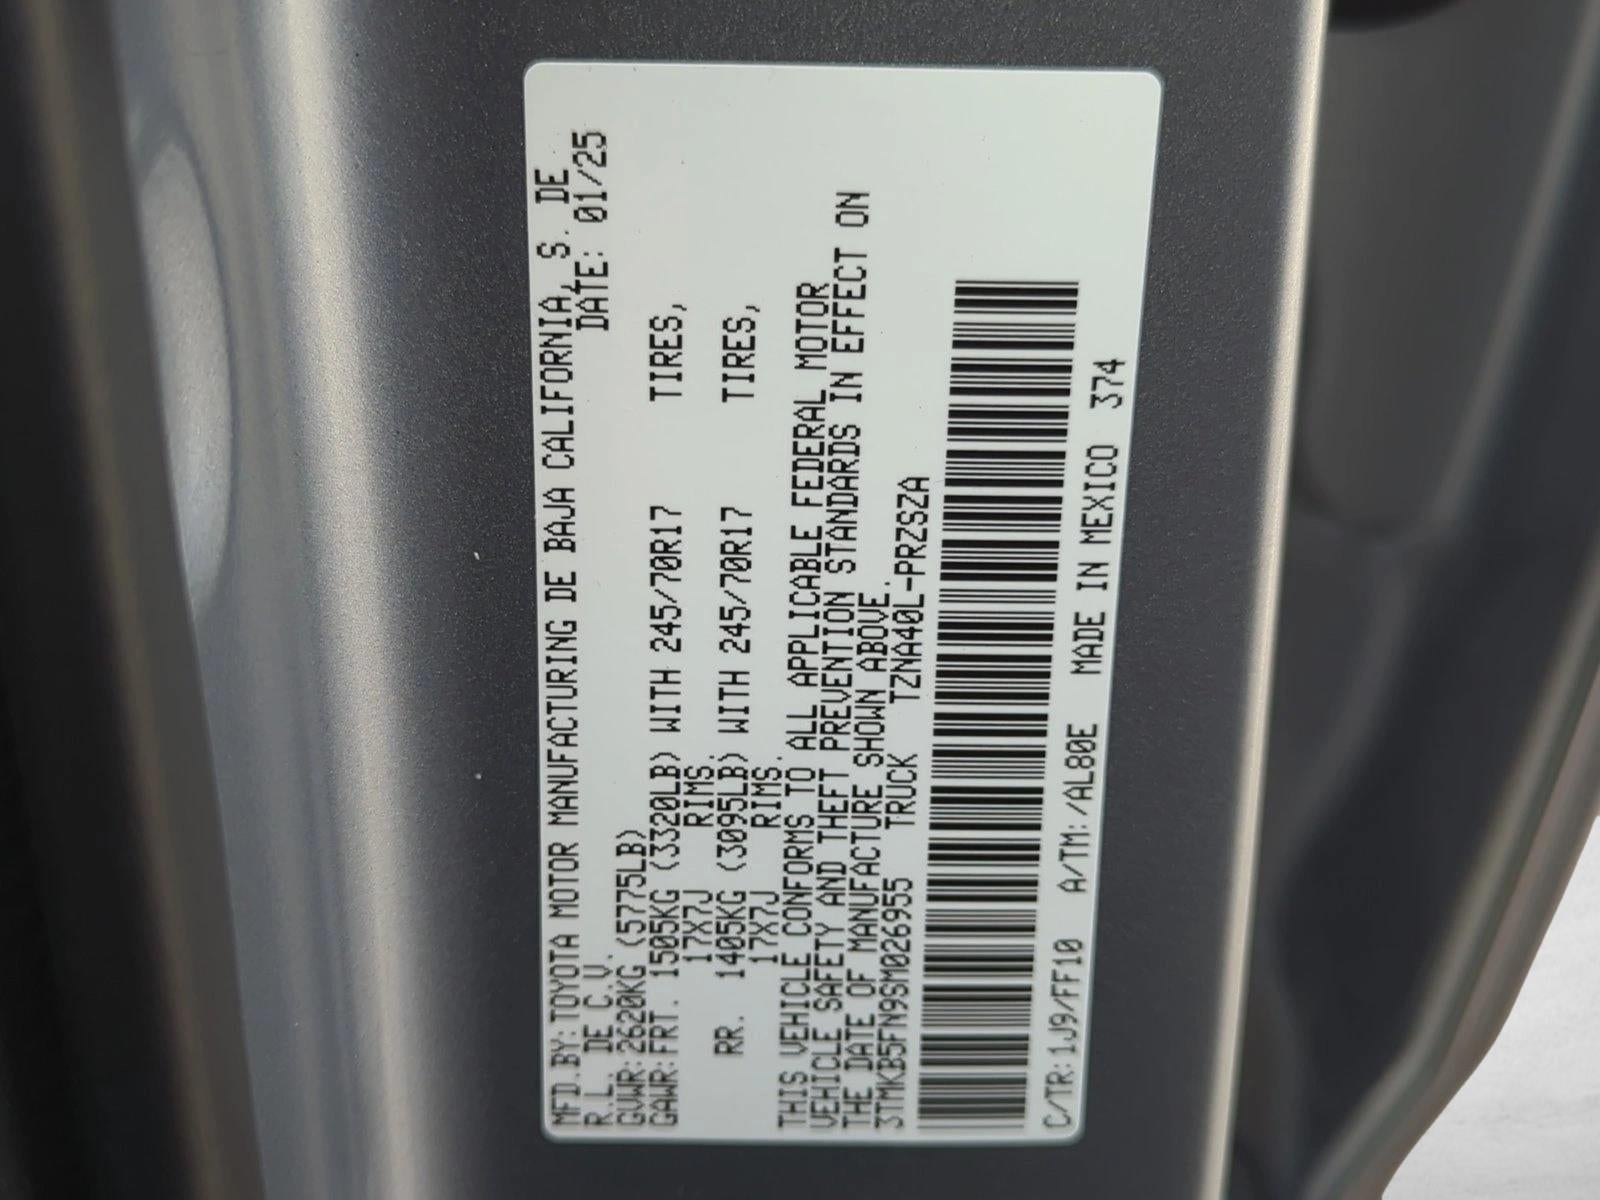 MFD.BY:TOYOTA MOTOR MANUFACTURING DE BAJA CALIFORNIA,S. DE
R.L. DE C.V. DATE: 01/25
GVWR:2620KG (5775LB)
GAWR:FRT. 1505KG (3320LB) WITH 245/70R17 TIRES,
17X7J RIMS.
RR. 1405KG (3095LB) WITH 245/70R17 TIRES,
17X7J RIMS.
THIS VEHICLE CONFORMS TO ALL APPLICABLE FEDERAL MOTOR
VEHICLE SAFETY AND THEFT PREVENTION STANDARDS IN EFFECT ON
THE DATE OF MANUFACTURE SHOWN ABOVE.
3TMKB5FN9SM026955 TRUCK TZNA40L-PRZSZA
C/TR:1J9/FF10 A/TM:/AL80E MADE IN MEXICO 374